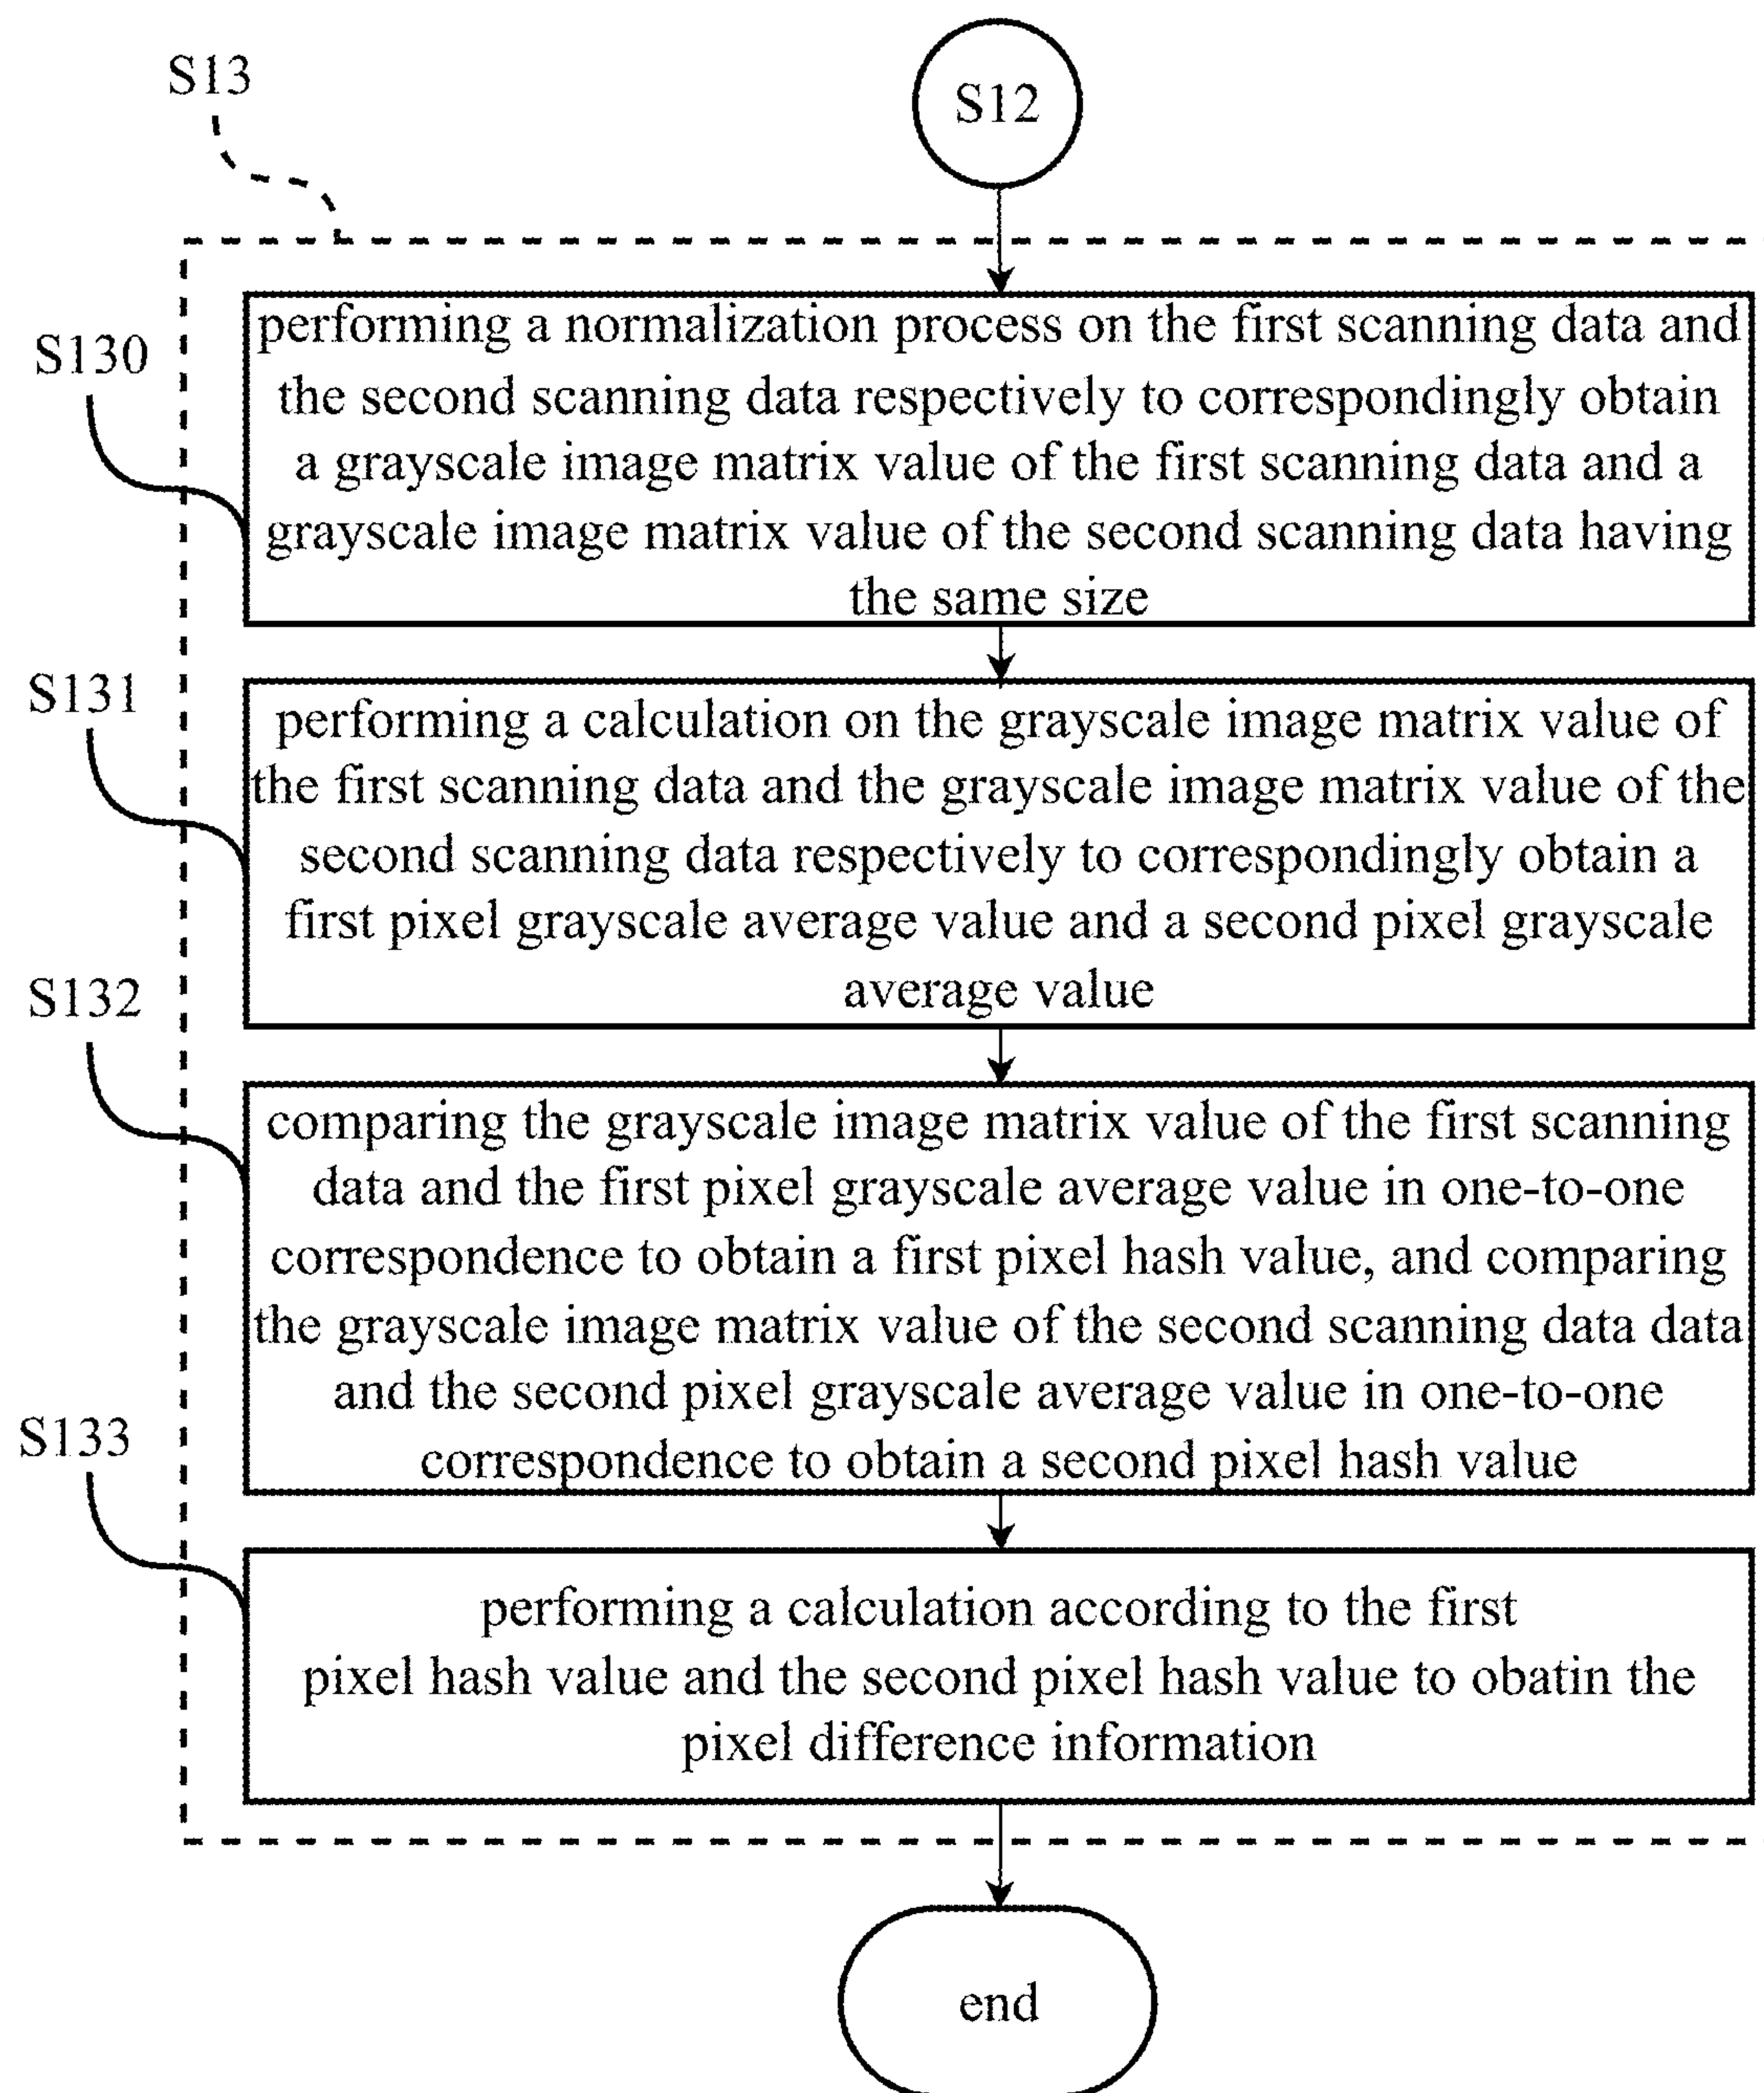 S13
S12
S130
performing a normalization process on the first scanning data and
the second scanning data respectively to correspondingly obtain
a grayscale image matrix value of the first scanning data and a
grayscale image matrix value of the second scanning data having
the same size
S131
performing a calculation on the grayscale image matrix value of
the first scanning data and the grayscale image matrix value of the
second scanning data respectively to correspondingly obtain a
first pixel grayscale average value and a second pixel grayscale
average value
S132
comparing the grayscale image matrix value of the first scanning
data and the first pixel grayscale average value in one-to-one
correspondence to obtain a first pixel hash value, and comparing
the grayscale image matrix value of the second scanning data data
and the second pixel grayscale average value in one-to-one
correspondence to obtain a second pixel hash value
S133
performing a calculation according to the first
pixel hash value and the second pixel hash value to obatin the
pixel difference information
end